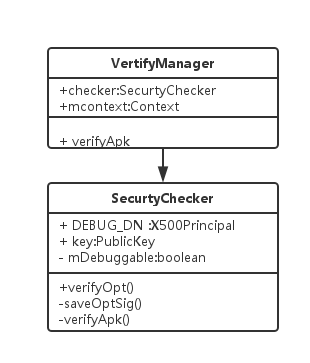 VertifyManager
+checker:SecurtyChecker
+mcontext:Context
+ verifyApk
SecurtyChecker
+ DEBUG_DN :X500Principal
+ key:PublicKey
- mDebuggable:boolean
+verifyOpt()
-saveOptSig()
-verifyApk()